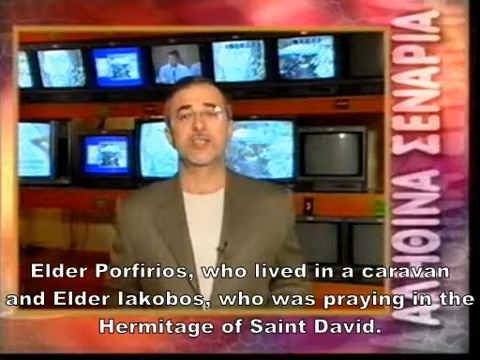 ΑΛΗΘΙΝΑ ΣΕΝΑΡΙΑ
Elder Porfirios, who lived in a caravan
and Elder Iakobos, who was praying in the
Hermitage of Saint David.